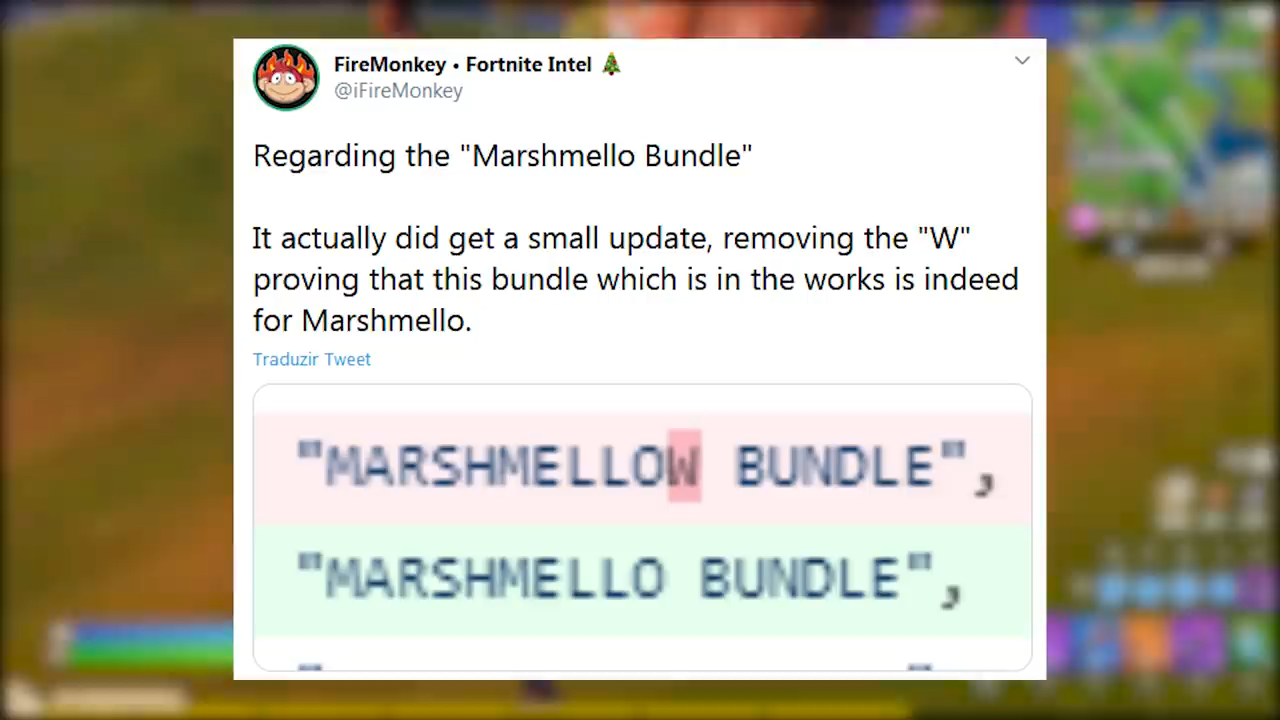 FireMonkey • Fortnite Intel 🎄
@iFireMonkey
Regarding the "Marshmello Bundle"
It actually did get a small update, removing the "W"
proving that this bundle which is in the works is indeed
for Marshmello.
Traduzir Tweet
"MARSHMELLOW BUNDLE",
"MARSHMELLO BUNDLE",